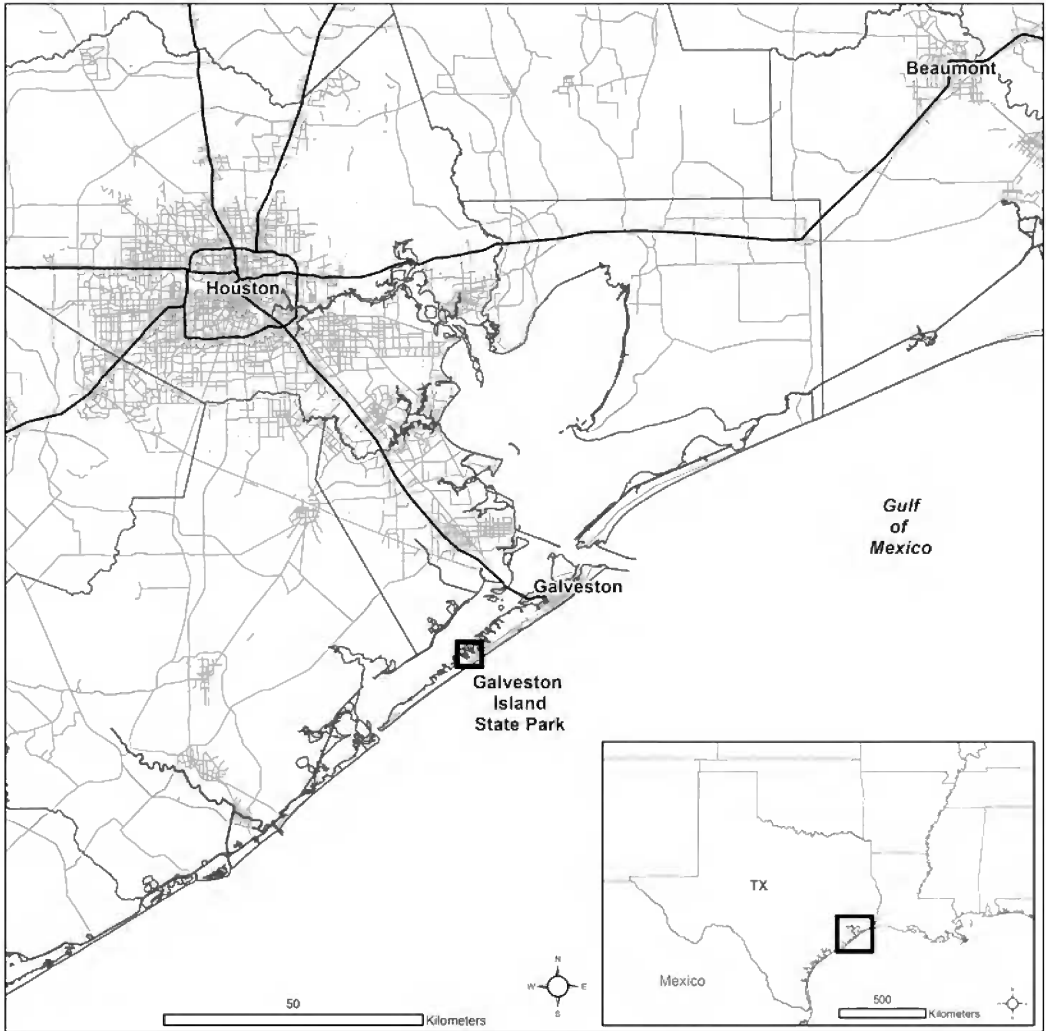 Beaumont
Houston
Gulf
of
Mexico
Galveston
Galveston
Island
State Park
TX
Mexico
N
W E
S
50
Kilometers
500
Kilometers